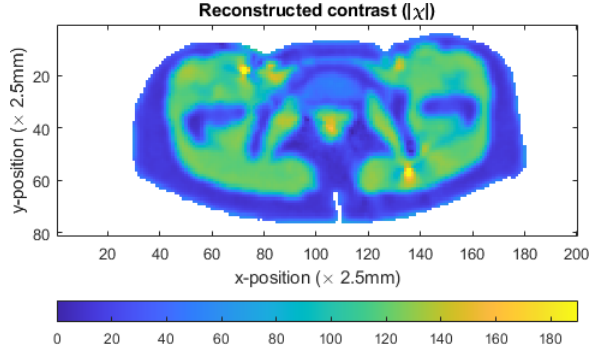 Reconstructed contrast (|χ|)
20
40
60
80
y-position (× 2.5mm)
20 40 60 80 100 120 140 160 180 200
x-position (× 2.5mm)
0 20 40 60 80 100 120 140 160 180